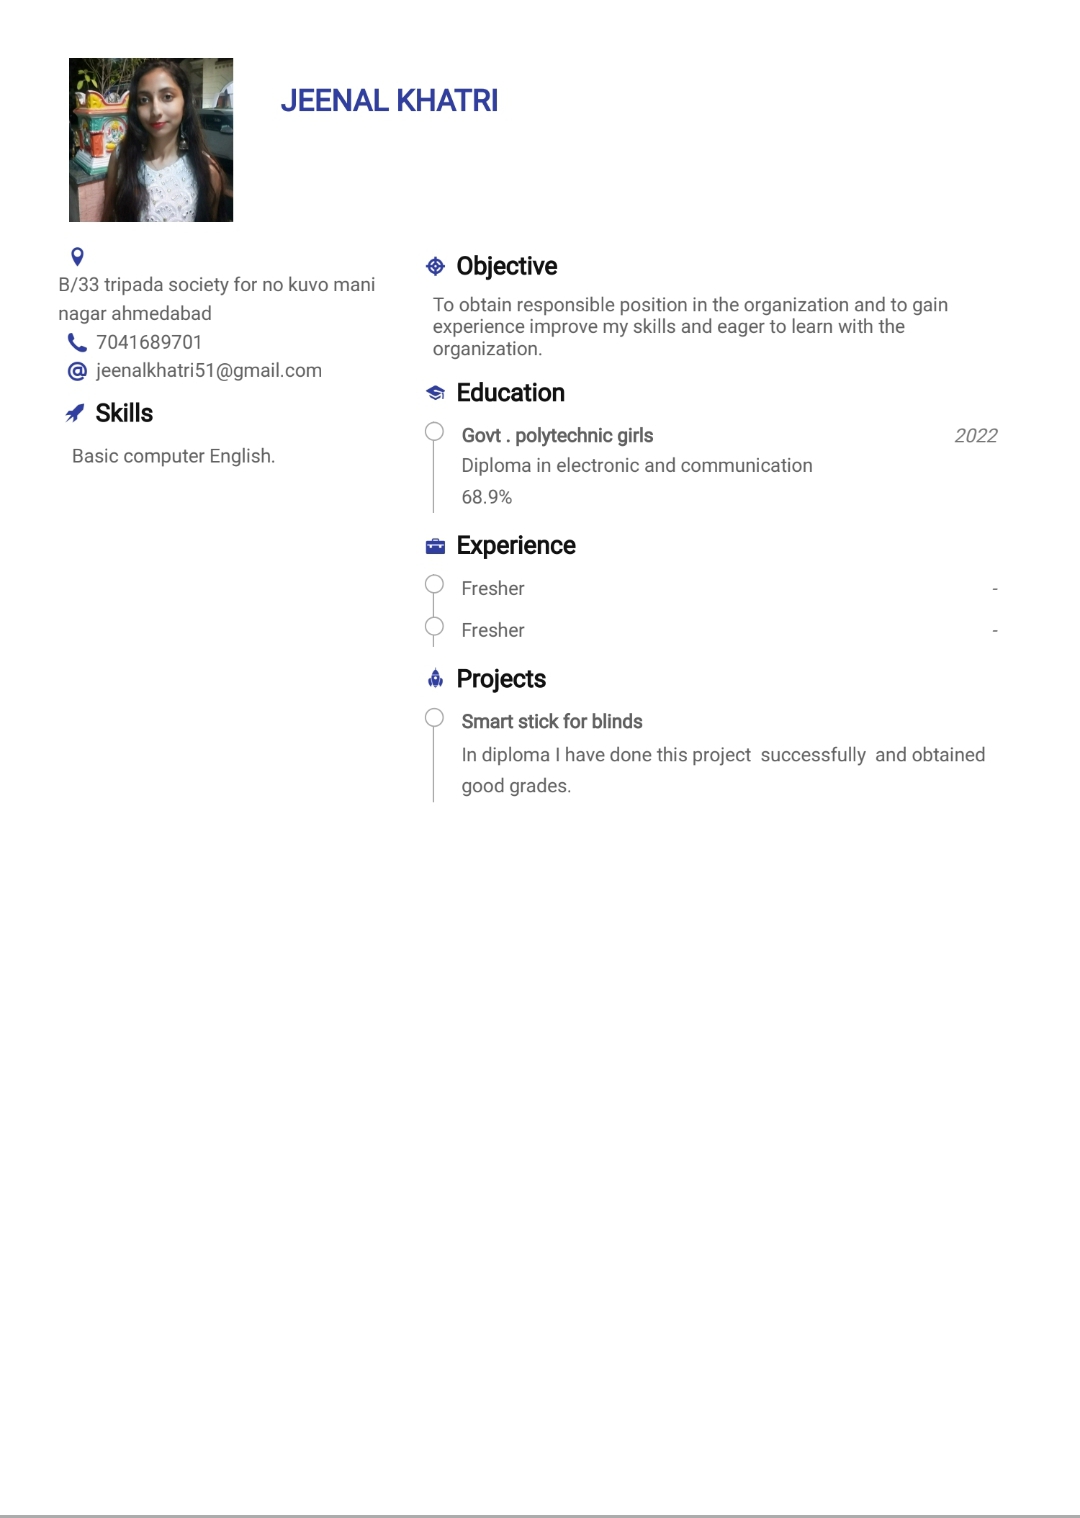 JEENAL KHATRI
B/33 tripada society for no kuvo mani
nagar ahmedabad
7041689701
jeenalkhatri51@gmail.com
Skills
Basic computer English.
Objective
To obtain responsible position in the organization and to gain
experience improve my skills and eager to learn with the
organization.
Education
Govt . polytechnic girls 2022
Diploma in electronic and communication
68.9%
Experience
Fresher -
Fresher -
Projects
Smart stick for blinds
In diploma I have done this project  successfully  and obtained
good grades.